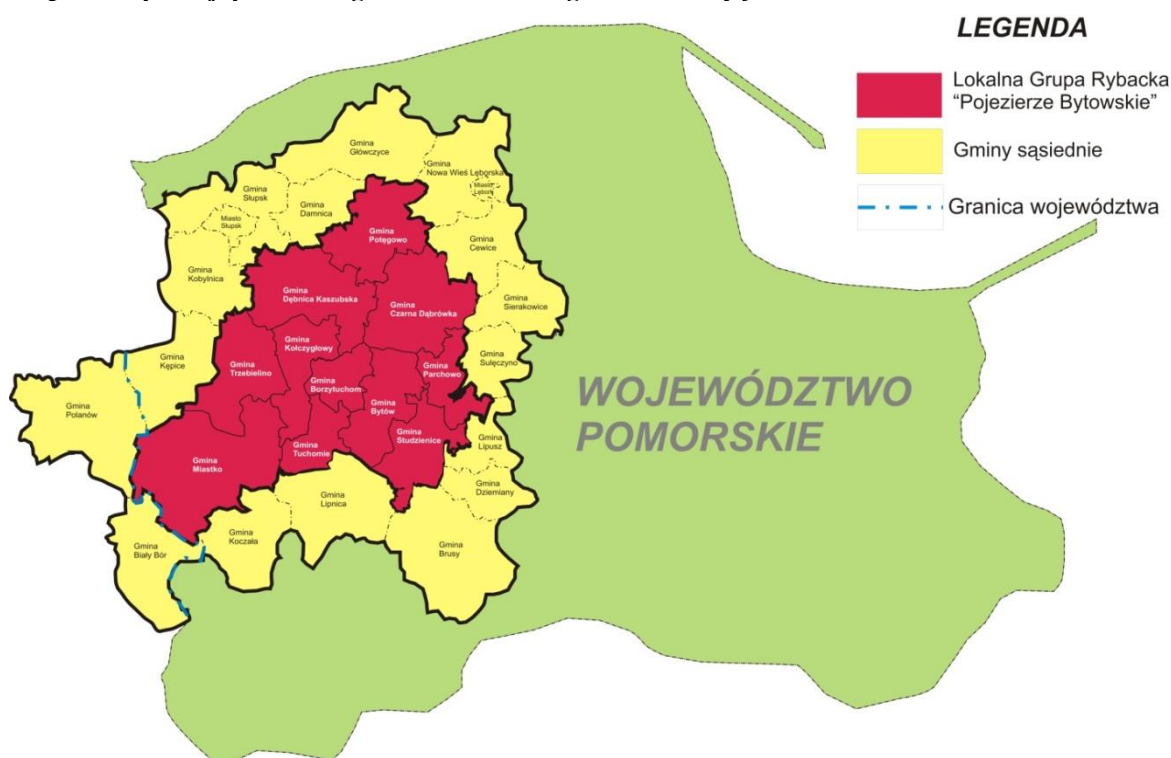 LEGENDA
Lokalna Grupa Rybacka
“Pojezierze Bytowskie”
Gminy sąsiednie
Granica województwa
Gmina
Główczyce
Gmina
Nowa Wieś Lęborska
Miasto
Lębork
Gmina
Słupsk
Miasto
Słupsk
Gmina
Damnica
Gmina
Potęgowo
Gmina
Cewice
Gmina
Kobylnica
Gmina
Dębnica Kaszubska
Gmina
Czarna Dąbrówka
Gmina
Sierakowice
Gmina
Kępice
Gmina
Kołczygłowy
Gmina
Trzebielino
Gmina
Parchowo
Gmina
Sulęczyno
Gmina
Polanów
Gmina
Borzytuchom
Gmina
Bytów
WOJEWÓDZTWO
POMORSKIE
Gmina
Studzienice
Gmina
Lipusz
Gmina
Tuchomie
Gmina
Miastko
Gmina
Dziemiany
Gmina
Lipnica
Gmina
Koczała
Gmina
Biały Bór
Gmina
Brusy